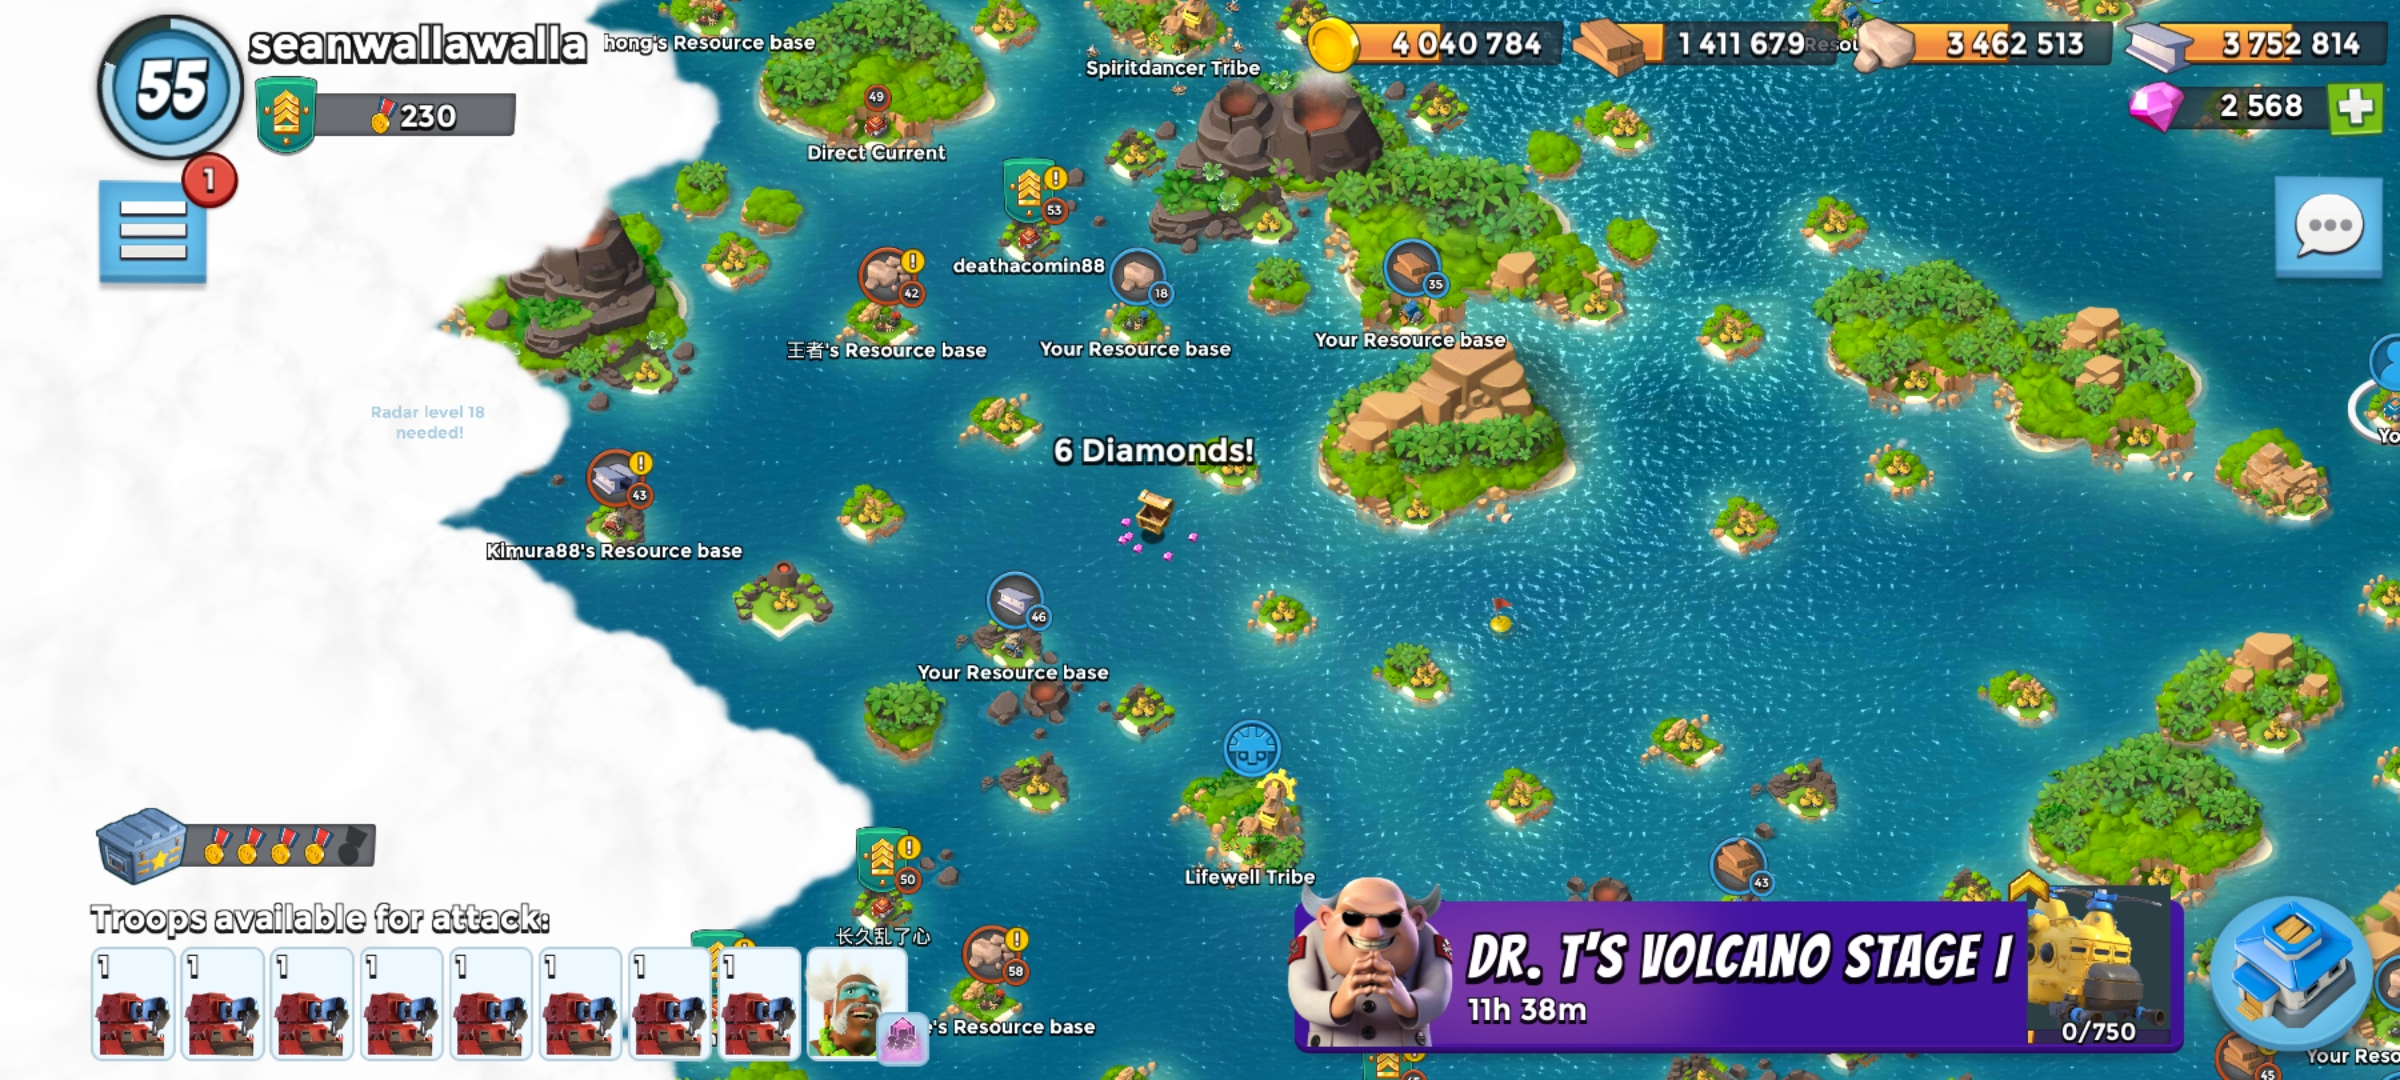 55
seanwallawalla
hong's Resource base
4 040 784
1 411 679
3 462 513
3 752 814
230
2 568
1
Spiritdancer Tribe
49
Direct Current
53
deathacomin88
42
王者's Resource base
18
Your Resource base
35
Your Resource base
Radar level 18
needed!
6 Diamonds!
43
Kimura88's Resource base
46
Your Resource base
Lifewell Tribe
43
50
长久乱了心
58
's Resource base
Troops available for attack:
1
1
1
1
1
1
1
1
DR. T'S VOLCANO STAGE I
11h 38m
0/750
45
Your Reso